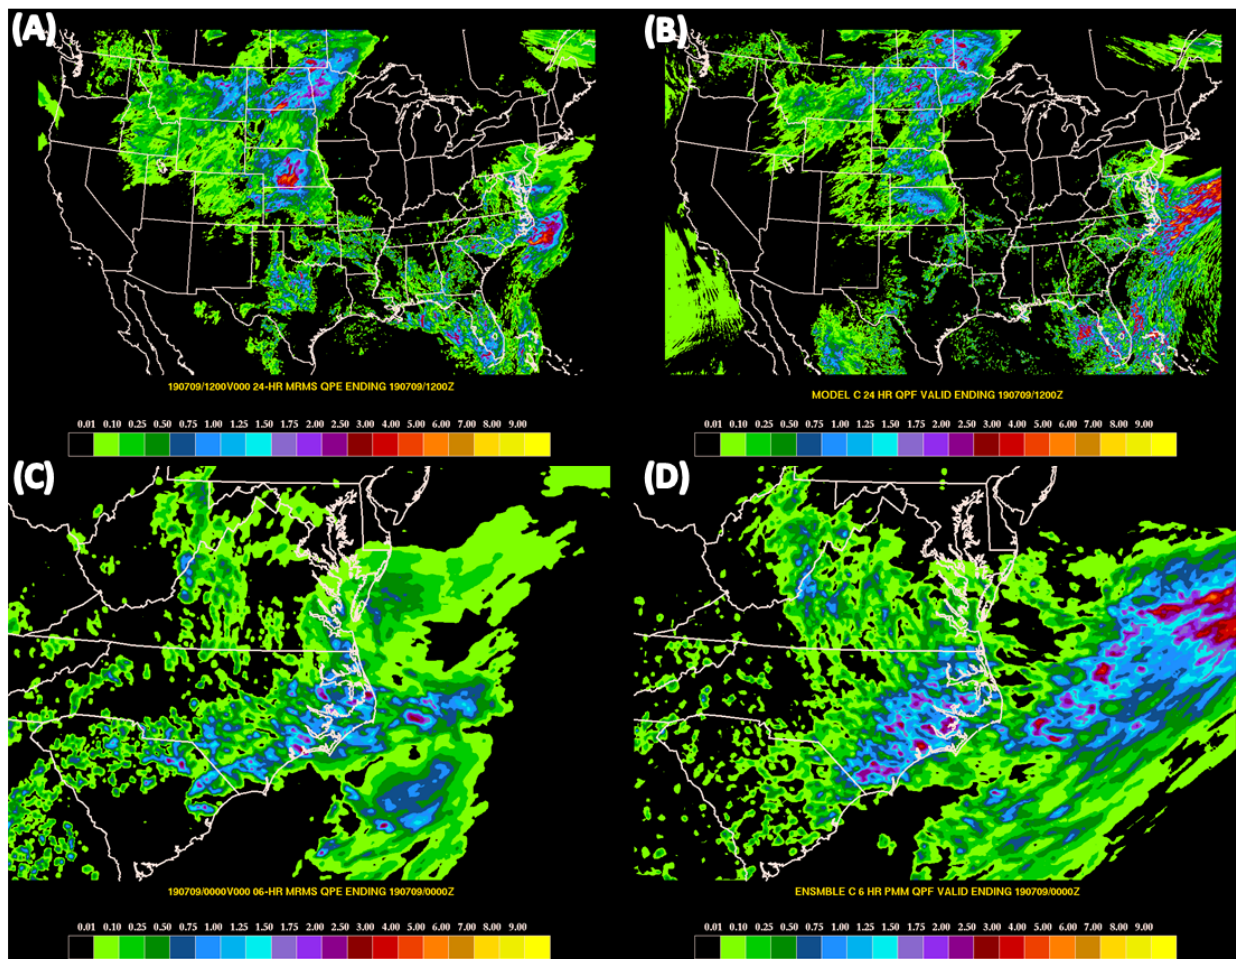 (A)
(B)
190709/1200V000 24-HR MRMS QPE ENDING 190709/1200Z
MODEL C 24 HR QPF VALID ENDING 190709/1200Z
0.01 0.10 0.25 0.50 0.75 1.00 1.25 1.50 1.75 2.00 2.50 3.00 4.00 5.00 6.00 7.00 8.00 9.00
0.01 0.10 0.25 0.50 0.75 1.00 1.25 1.50 1.75 2.00 2.50 3.00 4.00 5.00 6.00 7.00 8.00 9.00
(C)
(D)
190709/0000V000 06-HR MRMS QPE ENDING 190709/0000Z
ENSMBLE C 6 HR PMM QPF VALID ENDING 190709/0000Z
0.01 0.10 0.25 0.50 0.75 1.00 1.25 1.50 1.75 2.00 2.50 3.00 4.00 5.00 6.00 7.00 8.00 9.00
0.01 0.10 0.25 0.50 0.75 1.00 1.25 1.50 1.75 2.00 2.50 3.00 4.00 5.00 6.00 7.00 8.00 9.00